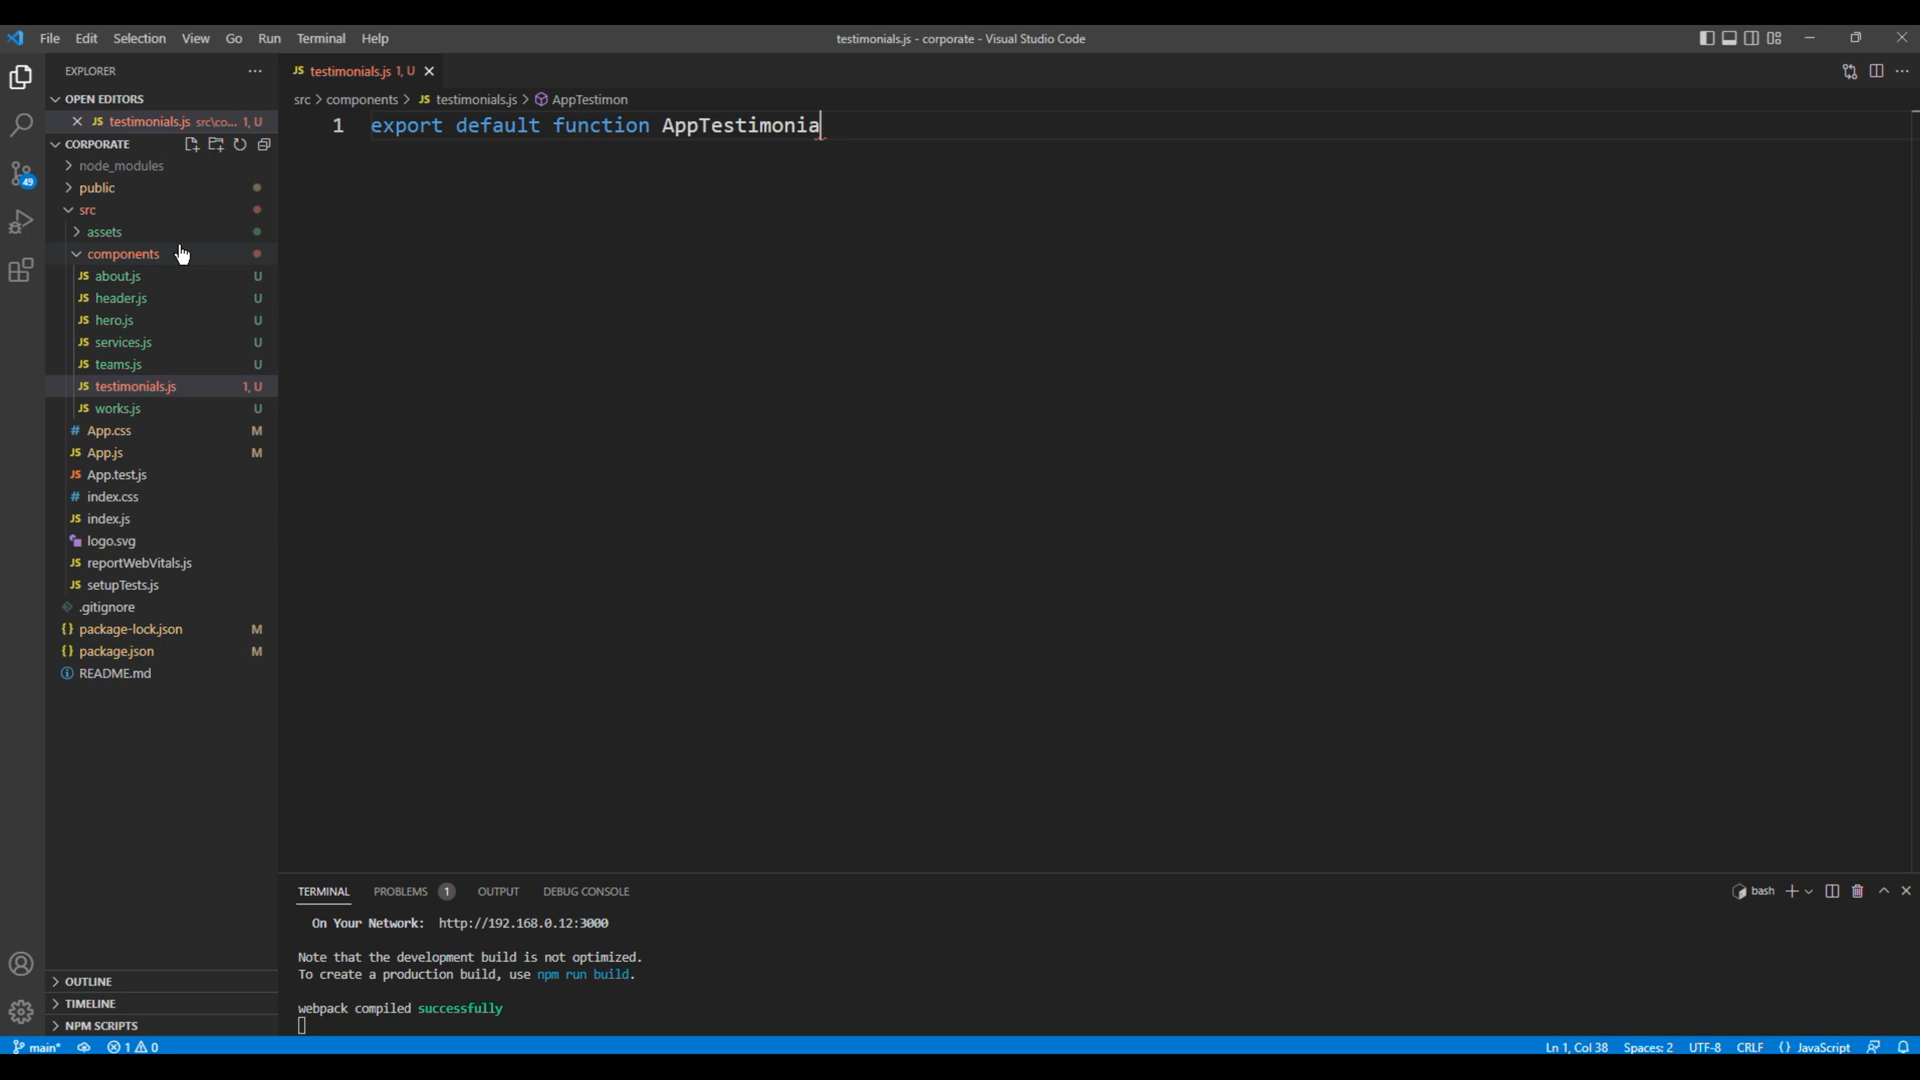 File Edit Selection View Go Run Terminal Help testimonials.js - corporate - Visual Studio Code
EXPLORER
JS testimonials.js 1, U
OPEN EDITORS
src > components > JS testimonials.js > AppTestimon
JS testimonials.js src\co... 1, U
1 export default function AppTestimonia
CORPORATE
node_modules
public
src
assets
components
JS about.js U
JS header.js U
JS hero.js U
JS services.js U
JS teams.js U
JS testimonials.js 1, U
JS works.js U
# App.css M
JS App.js M
JS App.test.js
# index.css
JS index.js
logo.svg
JS reportWebVitals.js
JS setupTests.js
.gitignore
{} package-lock.json M
{} package.json M
README.md
49
OUTLINE
TIMELINE
NPM SCRIPTS
TERMINAL PROBLEMS 1 OUTPUT DEBUG CONSOLE bash
On Your Network: http://192.168.0.12:3000
Note that the development build is not optimized.
To create a production build, use npm run build.
webpack compiled successfully
main* 1 0 Ln 1, Col 38 Spaces: 2 UTF-8 CRLF {} JavaScript